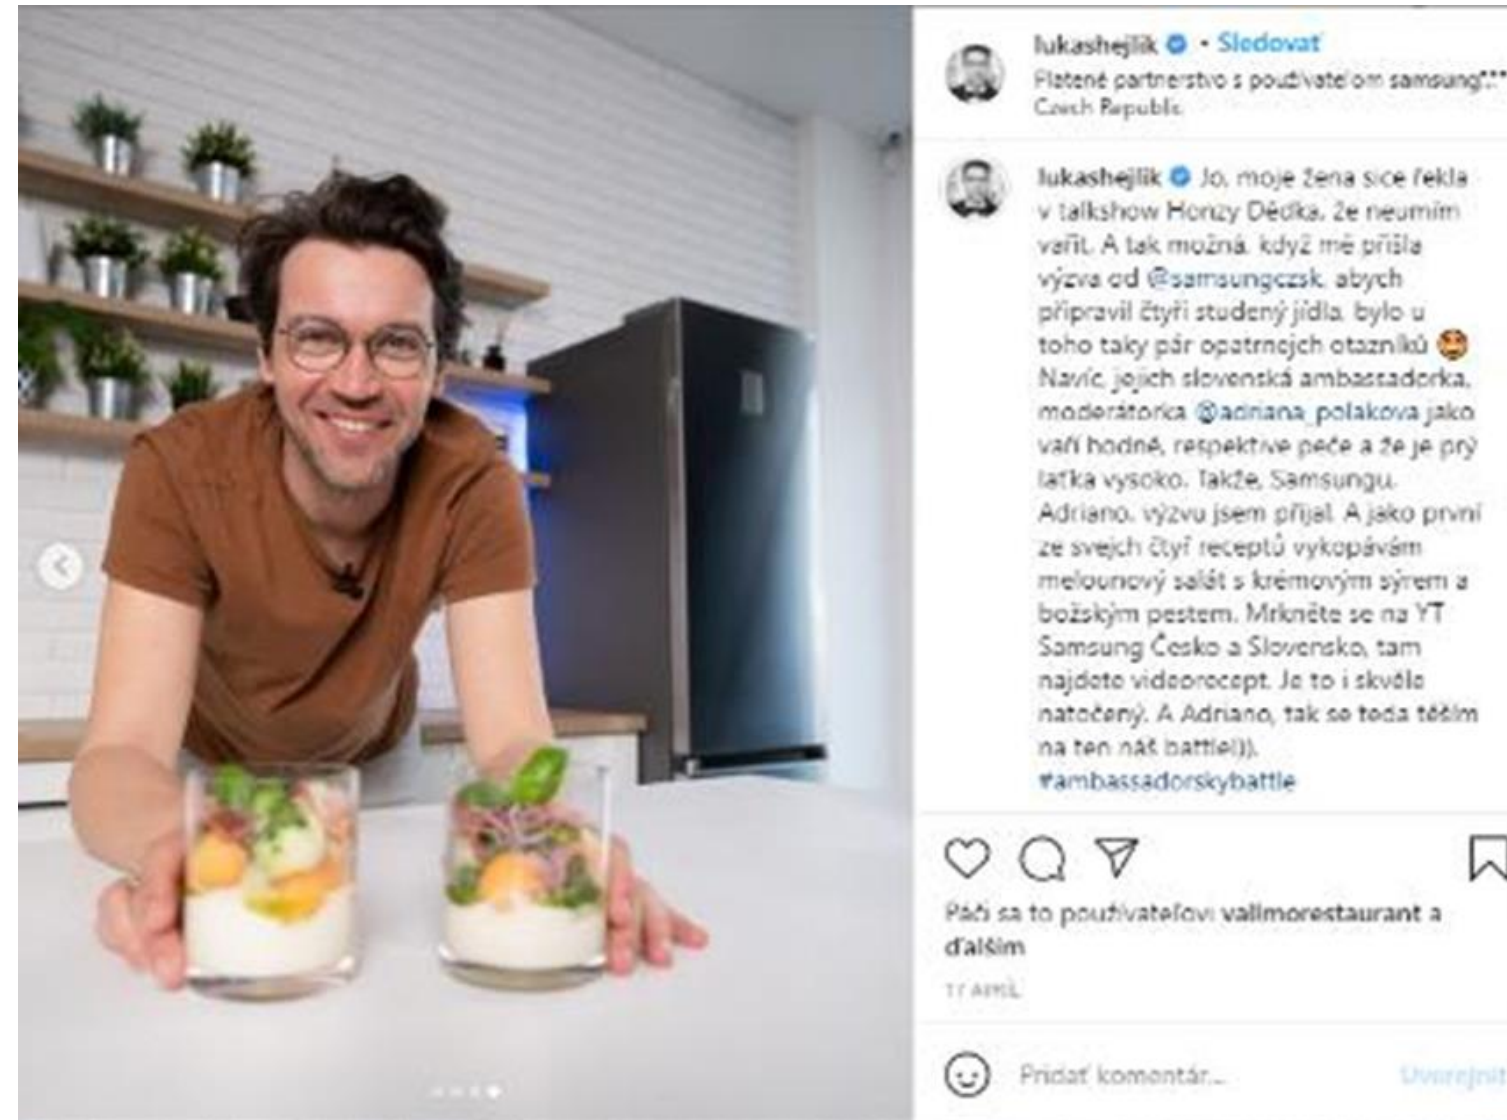 lukashejlik • Sledovať
Platené partnerstvo s používateľom samsung...
Czech Republic
lukashejlik Jo, moje žena sice řekla
v talkshow Honzy Dědka, že neumím
vařit. A tak možná, když mě přišla
výzva od @samsungczsk, abych
připravil čtyři studený jídla, bylo u
toho taky pár opatrnejch otazníků 🤩
Navíc, jejich slovenská ambassadorka,
moderátorka @adriana_polakova jako
vaří hodně, respektive peče a že je prý
laťka vysoko. Takže, Samsungu,
Adriano, výzvu jsem přijal. A jako první
ze svejch čtyř receptů vykopávám
melounový salát s krémovým sýrem a
božským pestem. Mrkněte se na YT
Samsung Česko a Slovensko, tam
najdete videorecept. Je to i skvěle
natočený. A Adriano, tak se teda těším
na ten náš battle)).
#ambassadorskybattle
Páči sa to používateľovi vallmorestaurant a
ďalším
APRÍL
Pridať komentár...
Uverejniť